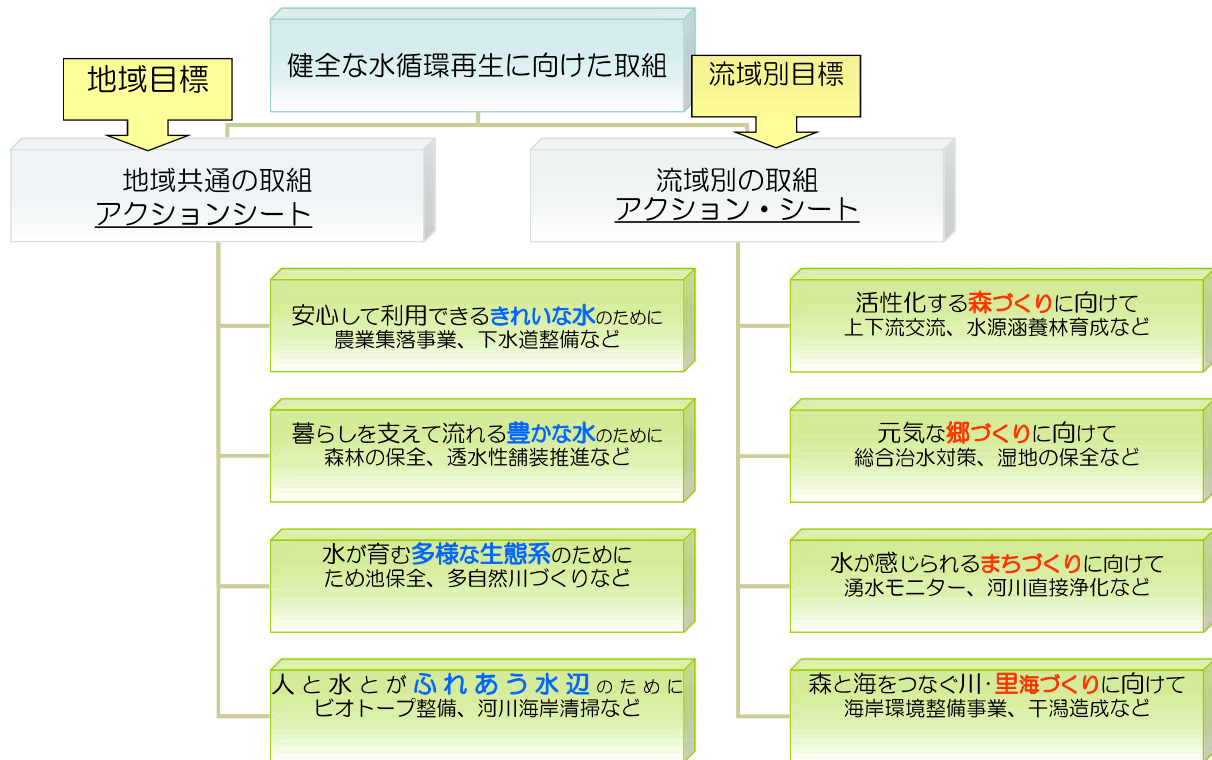 健全な水循環再生に向けた取組
地域目標
流域別目標
地域共通の取組
アクションシート
流域別の取組
アクション・シート
安心して利用できるきれいな水のために
農業集落事業、下水道整備など
暮らしを支えて流れる豊かな水のために
森林の保全、透水性舗装推進など
水が育む多様な生態系のために
ため池保全、多自然川づくりなど
人と水とがふれあう水辺のために
ビオトープ整備、河川海岸清掃など
活性化する森づくりに向けて
上下流交流、水源涵養林育成など
元気な郷づくりに向けて
総合治水対策、湿地の保全など
水が感じられるまちづくりに向けて
湧水モニター、河川直接浄化など
森と海をつなぐ川・里海づくりに向けて
海岸環境整備事業、干潟造成など